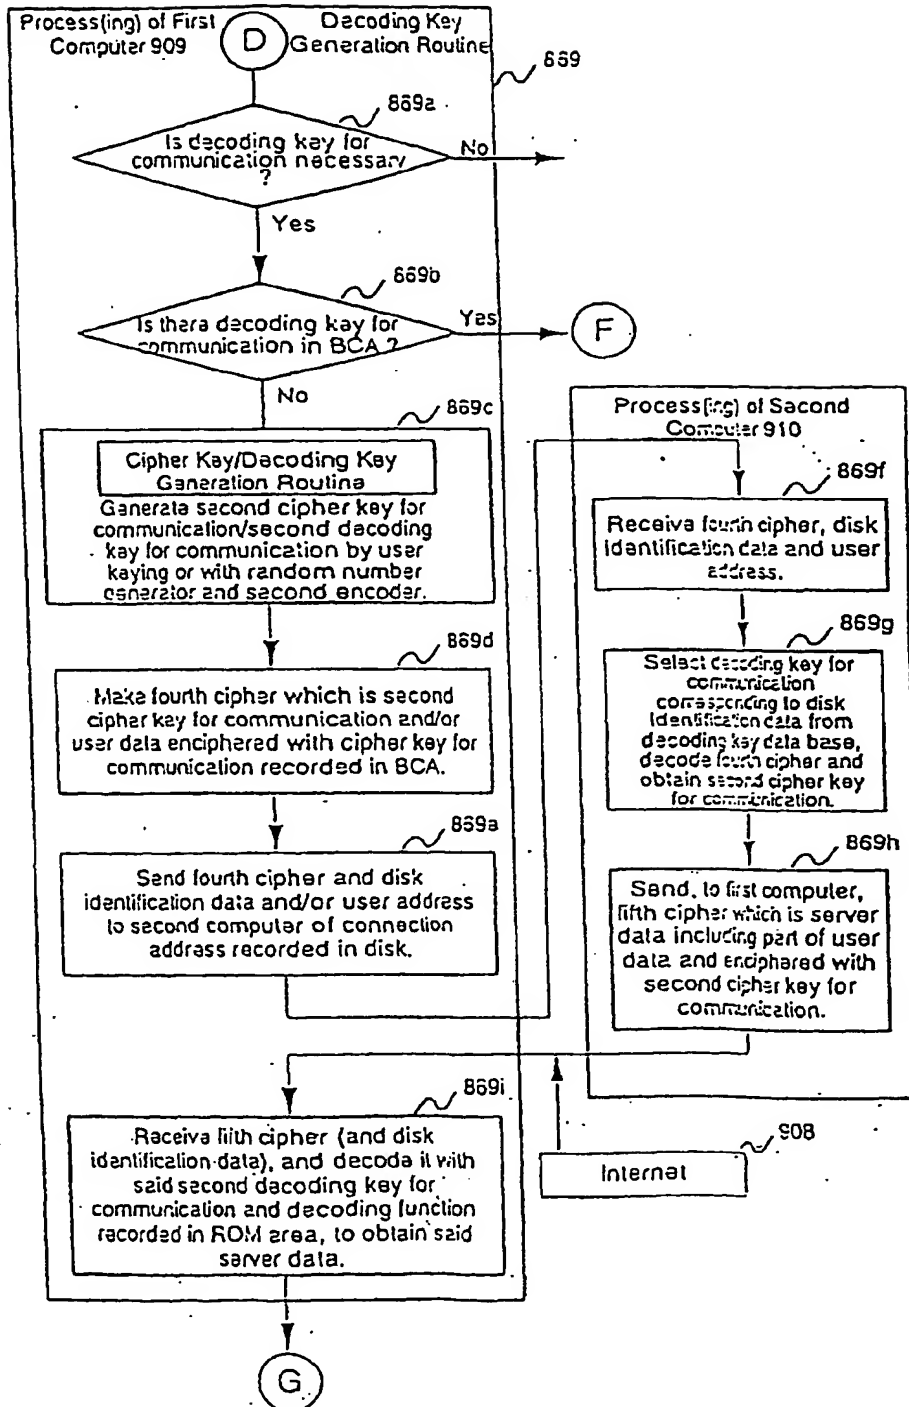 Process(ing) of First
Computer 909
Decoding Key
Generation Routine
D
869
869a
Is decoding key for
communication necessary
?
No
Yes
869b
Is there decoding key for
communication in BCA ?
Yes
F
No
869c
Cipher Key/Decoding Key
Generation Routine
Generate second cipher key for
communication/second decoding
key for communication by user
keying or with random number
generator and second encoder.
869d
Make fourth cipher which is second
cipher key for communication and/or
user data enciphered with cipher key for
communication recorded in BCA.
869e
Send fourth cipher and disk
identification data and/or user address
to second computer of connection
address recorded in disk.
Process(ing) of Second
Computer 910
869f
Receive fourth cipher, disk
identification data and user
address.
869g
Select decoding key for
communication
corresponding to disk
identification data from
decoding key data base,
decode fourth cipher and
obtain second cipher key
for communication.
869h
Send, to first computer,
fifth cipher which is server
data including part of user
data and enciphered with
second cipher key for
communication.
869i
Receive fifth cipher (and disk
identification data), and decode it with
said second decoding key for
communication and decoding function
recorded in ROM area, to obtain said
server data.
908
Internet
G